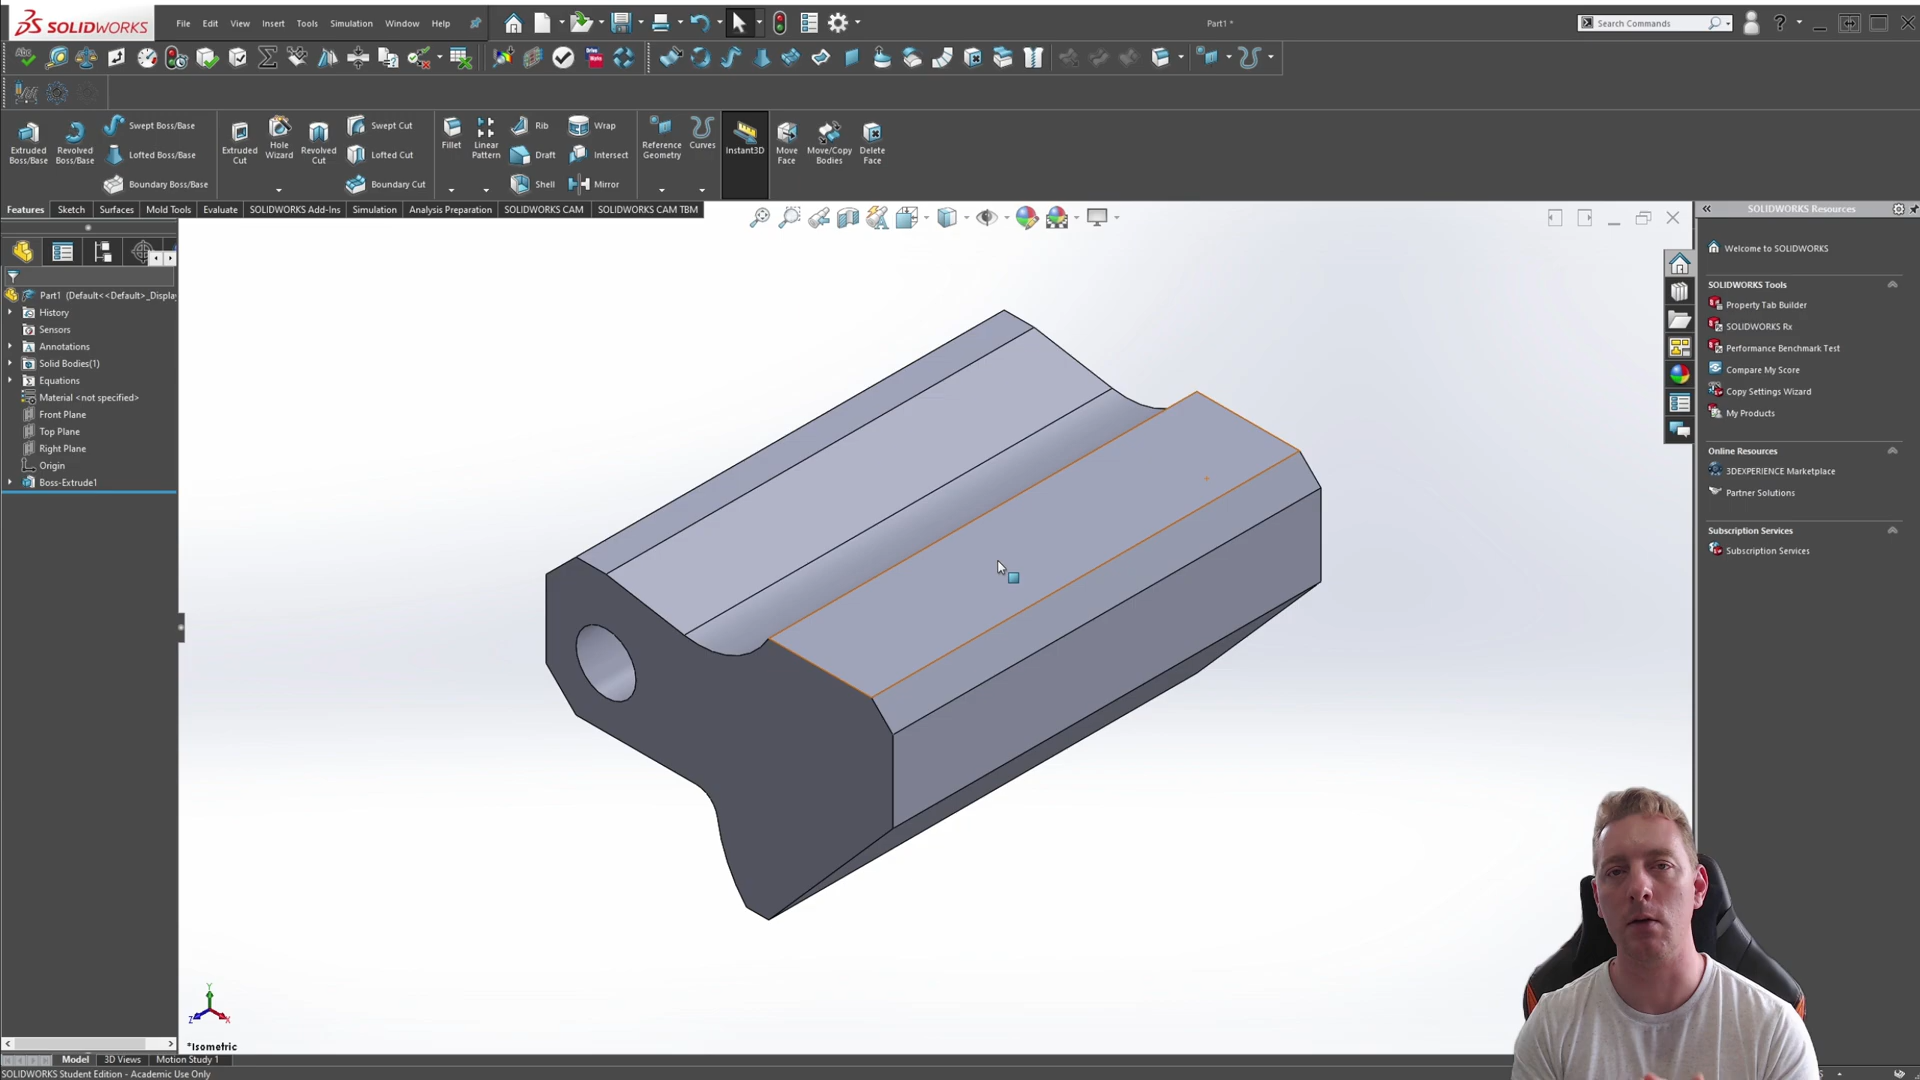 SOLIDWORKS
File Edit View Insert Tools Simulation Window Help
Part1 *
Search Commands
Extruded Boss/Base
Revolved Boss/Base
Swept Boss/Base
Lofted Boss/Base
Boundary Boss/Base
Extruded Cut
Hole Wizard
Revolved Cut
Swept Cut
Lofted Cut
Boundary Cut
Fillet
Linear Pattern
Rib
Draft
Shell
Wrap
Intersect
Mirror
Reference Geometry
Curves
Instant3D
Move Face
Move/Copy Bodies
Delete Face
Features Sketch Surfaces Mold Tools Evaluate SOLIDWORKS Add-Ins Simulation Analysis Preparation SOLIDWORKS CAM SOLIDWORKS CAM TBM
Part1 (Default<<Default>_Displa
History
Sensors
Annotations
Solid Bodies(1)
Equations
Material <not specified>
Front Plane
Top Plane
Right Plane
Origin
Boss-Extrude1
SOLIDWORKS Resources
Welcome to SOLIDWORKS
SOLIDWORKS Tools
Property Tab Builder
SOLIDWORKS Rx
Performance Benchmark Test
Compare My Score
Copy Settings Wizard
My Products
Online Resources
3DEXPERIENCE Marketplace
Partner Solutions
Subscription Services
Subscription Services
Y
Z
X
*Isometric
Model 3D Views Motion Study 1
SOLIDWORKS Student Edition - Academic Use Only